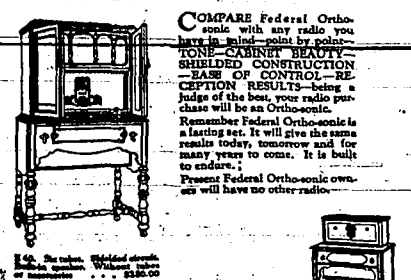 COMPARE Federal Ortho-
sonic with any radio you
have in mind—point by point—
TONE—CABINET BEAUTY—
SHIELDED CONSTRUCTION
—EASE OF CONTROL—RE-
CEPTION RESULTS—being a
judge of the best, your radio pur-
chase will be an Ortho-sonic.
Remember Federal Ortho-sonic is
a lasting set. It will give the same
results today, tomorrow and for
many years to come. It is built
to endure.
Present Federal Ortho-sonic own-
ers will have no other radio.
Six tubes. Shielded circuit.
Built-in speaker. Without tubes
or accessories . . .